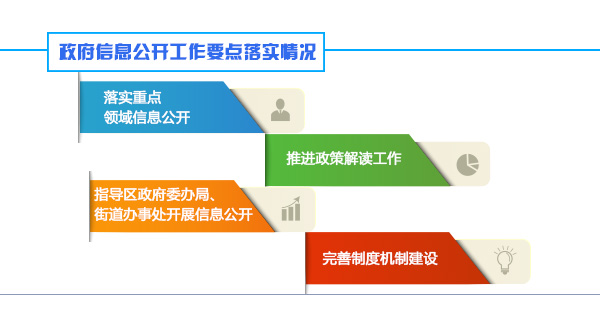 政府信息公开工作要点落实情况
落实重点
领域信息公开
推进政策解读工作
指导区政府委办局、
街道办事处开展信息公开
完善制度机制建设